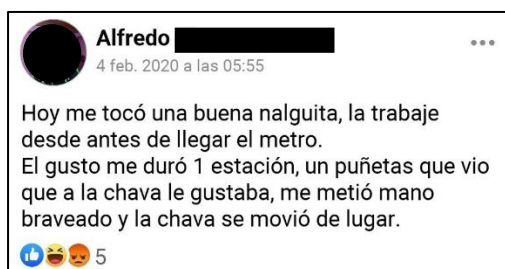 Alfredo
4 feb. 2020 a las 05:55
Hoy me tocó una buena nalguita, la trabaje
desde antes de llegar el metro.
El gusto me duró 1 estación, un puñetas que vio
que a la chava le gustaba, me metió mano
braveado y la chava se movió de lugar.
5